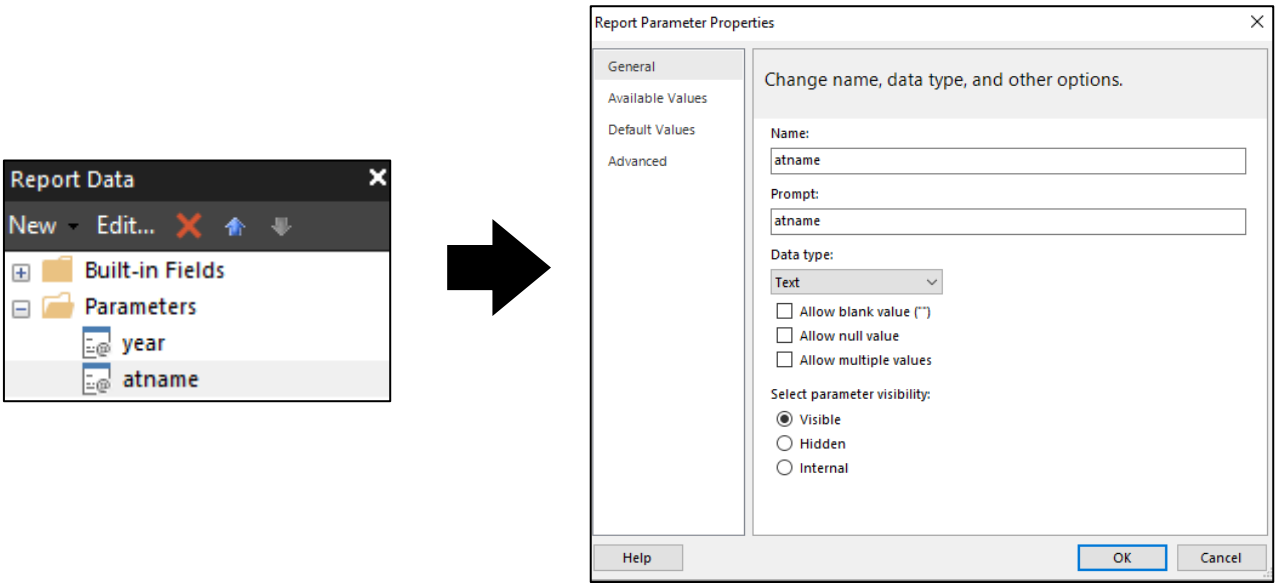 Report Data
New Edit...
Built-in Fields
Parameters
year
atname
Report Parameter Properties
General
Available Values
Default Values
Advanced
Change name, data type, and other options.
Name:
atname
Prompt:
atname
Data type:
Text
Allow blank value ("")
Allow null value
Allow multiple values
Select parameter visibility:
Visible
Hidden
Internal
Help
OK
Cancel